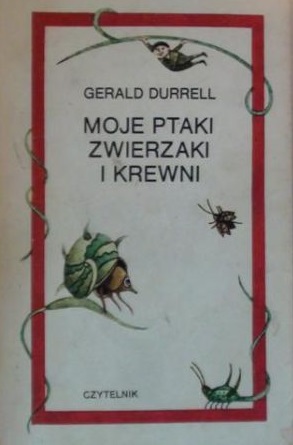 GERALD DURRELL
MOJE PTAKI
ZWIERZAKI
I KREWNI
CZYTELNIK